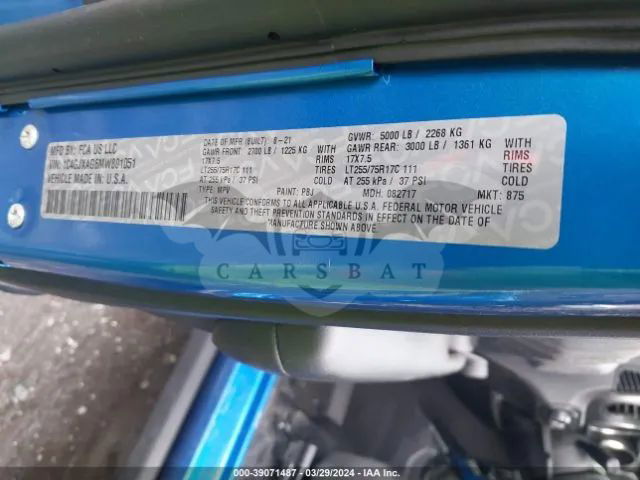 MFD BY: FCA US LLC
VIN: 1C4GJXAG5MW801051
VEHICLE MADE IN U.S.A.
DATE OF MFR (BUILT): 8-21 GVWR: 5000 LB / 2268 KG
GAWR FRONT: 2700 LB / 1225 KG WITH GAWR REAR: 3000 LB / 1361 KG WITH
17X7.5 RIMS 17X7.5 RIMS
LT255/75R17C 111 TIRES LT255/75R17C 111 TIRES
AT 255 kPa / 37 PSI COLD AT 255 kPa / 37 PSI COLD
TYPE: MPV PAINT: PBJ MDH: 082717 MKT: 875
THIS VEHICLE CONFORMS TO ALL APPLICABLE U.S.A. FEDERAL MOTOR VEHICLE
SAFETY AND THEFT PREVENTION STANDARDS IN EFFECT ON THE DATE OF
MANUFACTURE SHOWN ABOVE.
CARSBAT
000-39071487 - 03/29/2024 - IAA Inc.